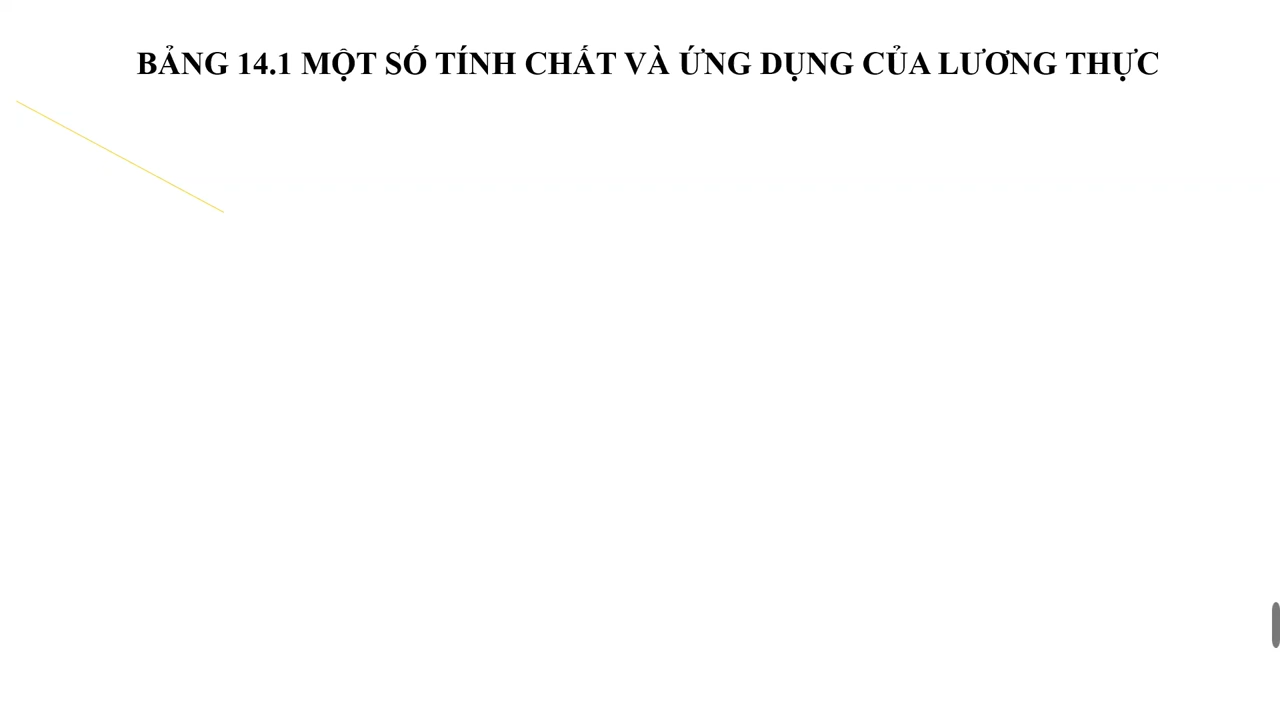 BẢNG 14.1 MỘT SỐ TÍNH CHẤT VÀ ỨNG DỤNG CỦA LƯƠNG THỰC